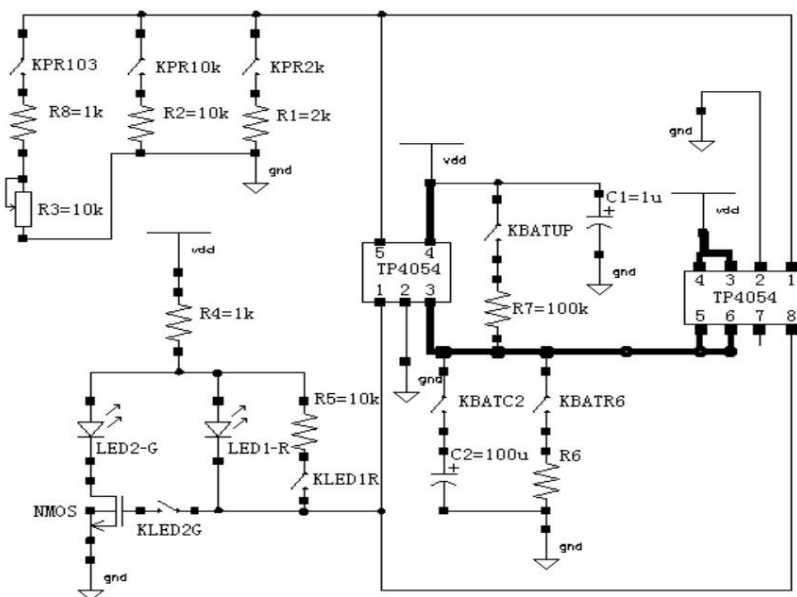 KPR103 KPR10k KPR2k
R8=1k R2=10k R1=2k
gnd
gnd
vdd
C1=1u
vdd
R3=10k
KBATUP
vdd
5 4
TP4054
1 2 3
gnd
4 3 2 1
TP4054
5 6 7 8
R4=1k
R7=100k
gnd
R5=10k
KBATC2 KBATR6
LED2-G LED1-R
C2=100u R6
KLED1R
NMOS
KLED2G
gnd
gnd